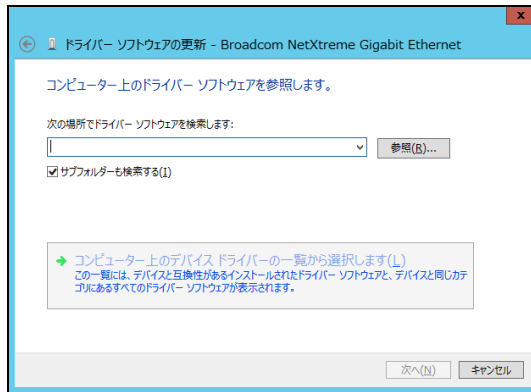 x
ドライバー ソフトウェアの更新 - Broadcom NetXtreme Gigabit Ethernet
コンピューター上のドライバー ソフトウェアを参照します。
次の場所でドライバー ソフトウェアを検索します:
参照(R)...
サブフォルダーも検索する(I)
コンピューター上のデバイス ドライバーの一覧から選択します(L)
この一覧には、デバイスと互換性があるインストールされたドライバー ソフトウェアと、デバイスと同じカテ
ゴリにあるすべてのドライバー ソフトウェアが表示されます。
次へ(N) キャンセル